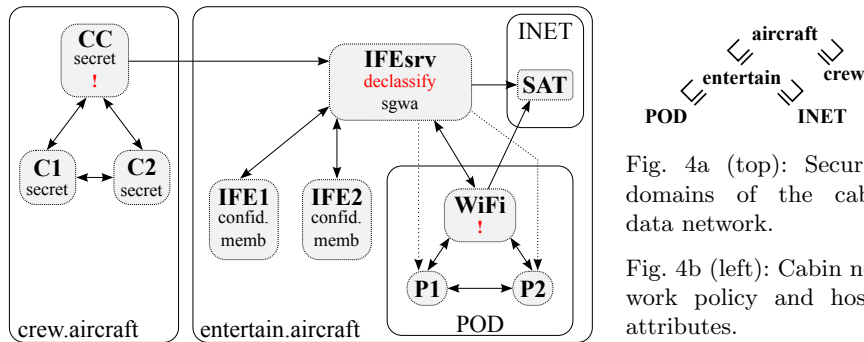 CC
secret
!
C1
secret
C2
secret
crew.aircraft
IFEsrv
declassify
sgwa
INET
SAT
IFE1
confid.
memb
IFE2
confid.
memb
WiFi
!
P1
P2
POD
entertain.aircraft
aircraft
entertain
crew
POD
INET
Fig. 4a (top): Secur
domains of the cab
data network.
Fig. 4b (left): Cabin n
work policy and hos
attributes.